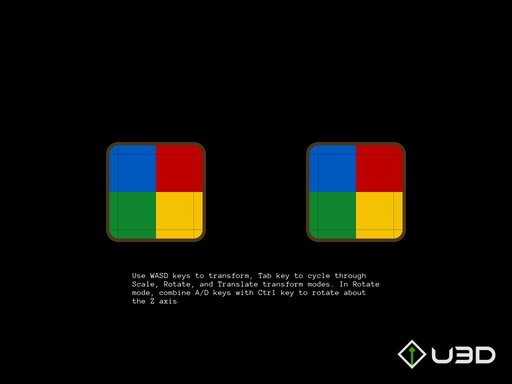 Use WASD keys to transform, Tab key to cycle through
Scale, Rotate, and Translate transform modes. In Rotate
mode, combine A/D keys with Ctrl key to rotate about
the Z axis
U3D